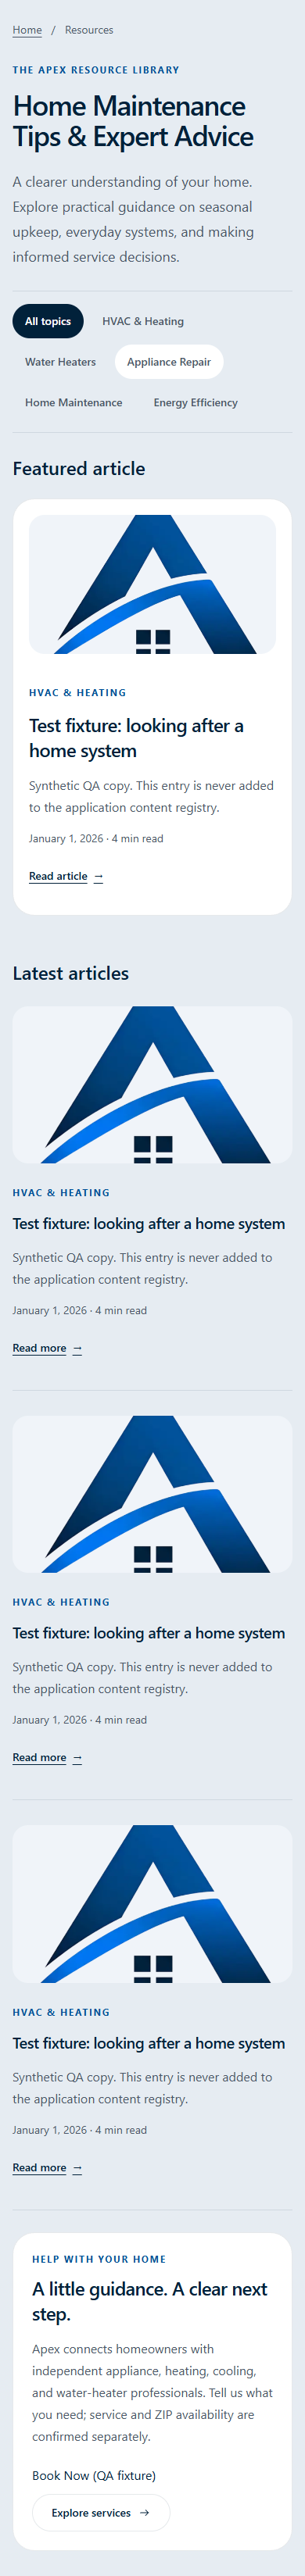 Home / Resources
THE APEX RESOURCE LIBRARY
Home Maintenance
Tips & Expert Advice
A clearer understanding of your home.
Explore practical guidance on seasonal
upkeep, everyday systems, and making
informed service decisions.
All topics HVAC & Heating
Water Heaters Appliance Repair
Home Maintenance Energy Efficiency
Featured article
HVAC & HEATING
Test fixture: looking after a
home system
Synthetic QA copy. This entry is never added
to the application content registry.
January 1, 2026 · 4 min read
Read article →
Latest articles
HVAC & HEATING
Test fixture: looking after a home system
Synthetic QA copy. This entry is never added to
the application content registry.
January 1, 2026 · 4 min read
Read more →
HVAC & HEATING
Test fixture: looking after a home system
Synthetic QA copy. This entry is never added to
the application content registry.
January 1, 2026 · 4 min read
Read more →
HVAC & HEATING
Test fixture: looking after a home system
Synthetic QA copy. This entry is never added to
the application content registry.
January 1, 2026 · 4 min read
Read more →
HELP WITH YOUR HOME
A little guidance. A clear next
step.
Apex connects homeowners with
independent appliance, heating, cooling,
and water-heater professionals. Tell us what
you need; service and ZIP availability are
confirmed separately.
Book Now (QA fixture)
Explore services →